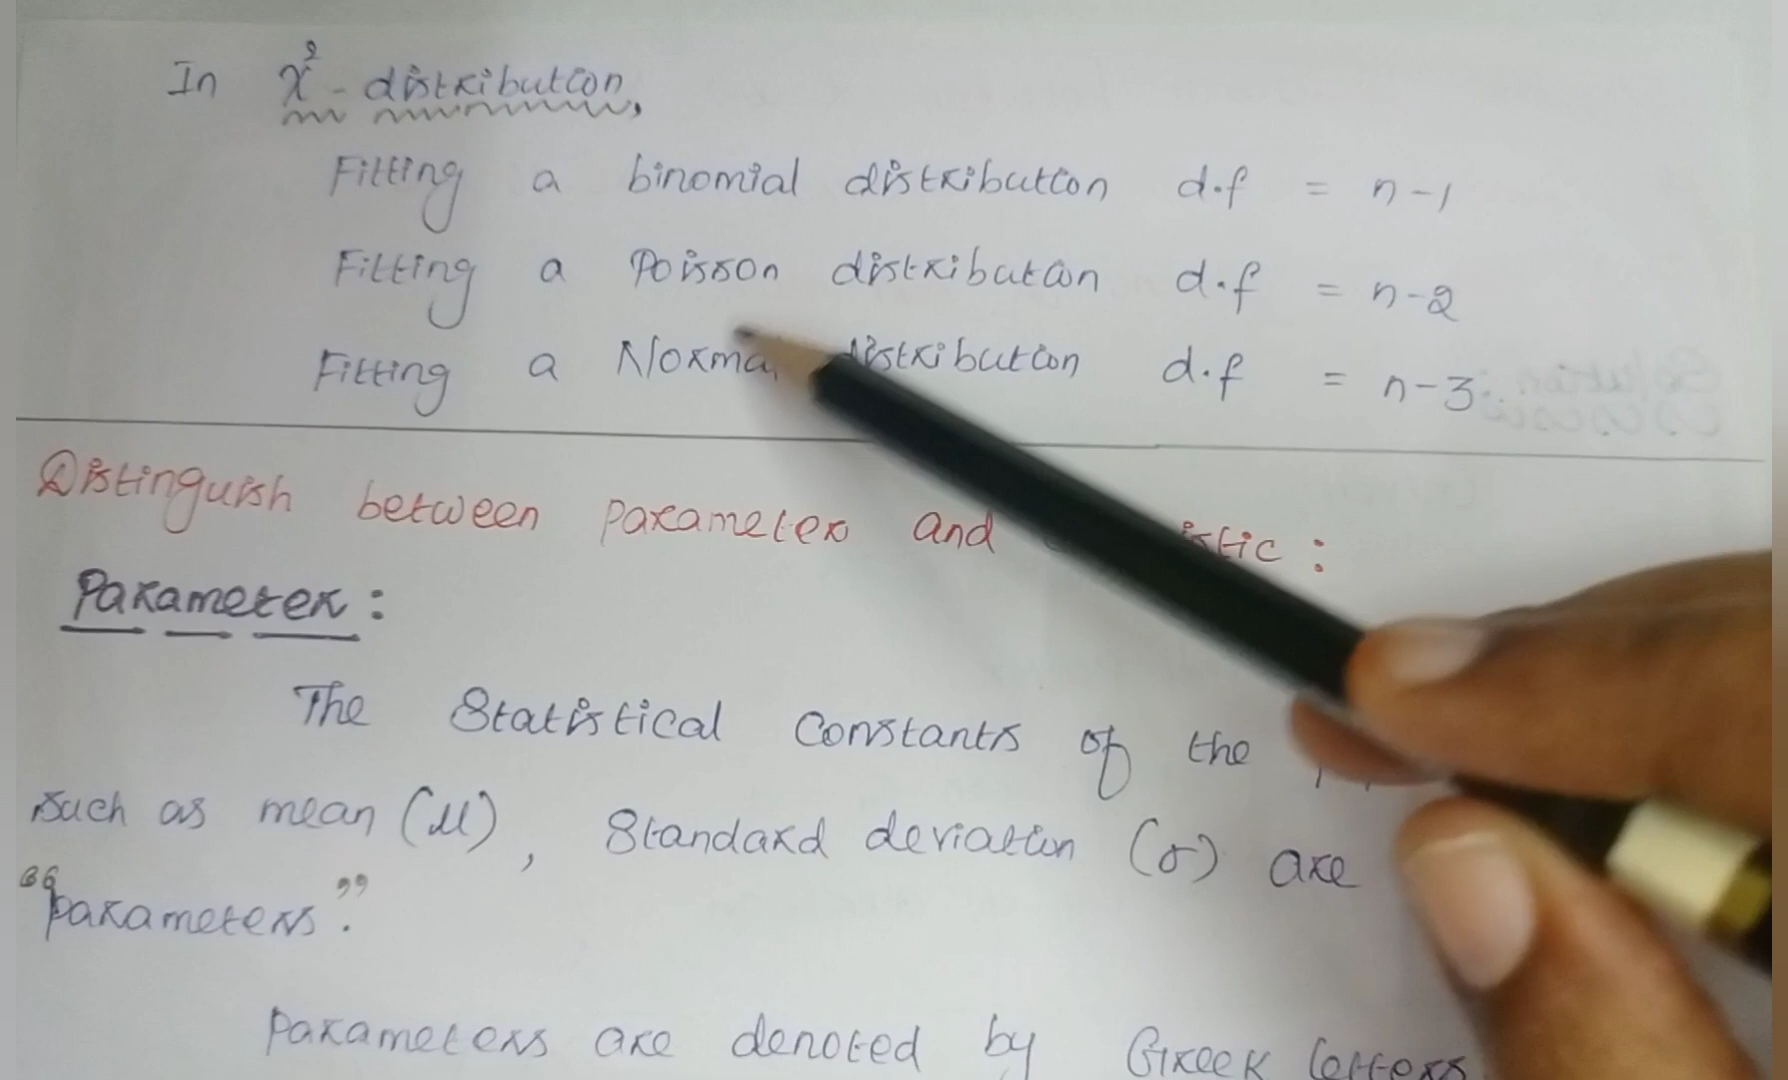 In χ² - distribution,
Fitting a binomial distribution d.f = n-1
Fitting a Poisson distribution d.f = n-2
Fitting a Normal distribution d.f = n-3
Distinguish between parameter and :
Parameter :
The Statistical Constants of the
such as mean (μ), Standard deviation (σ) are
"parameters".
Parameters are denoted by Greek letters